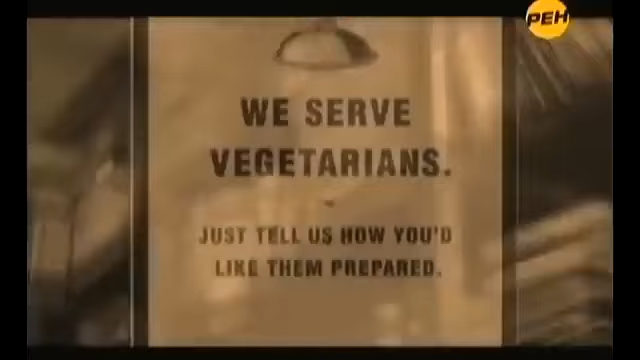 РЕН
WE SERVE
VEGETARIANS.
JUST TELL US HOW YOU'D
LIKE THEM PREPARED.